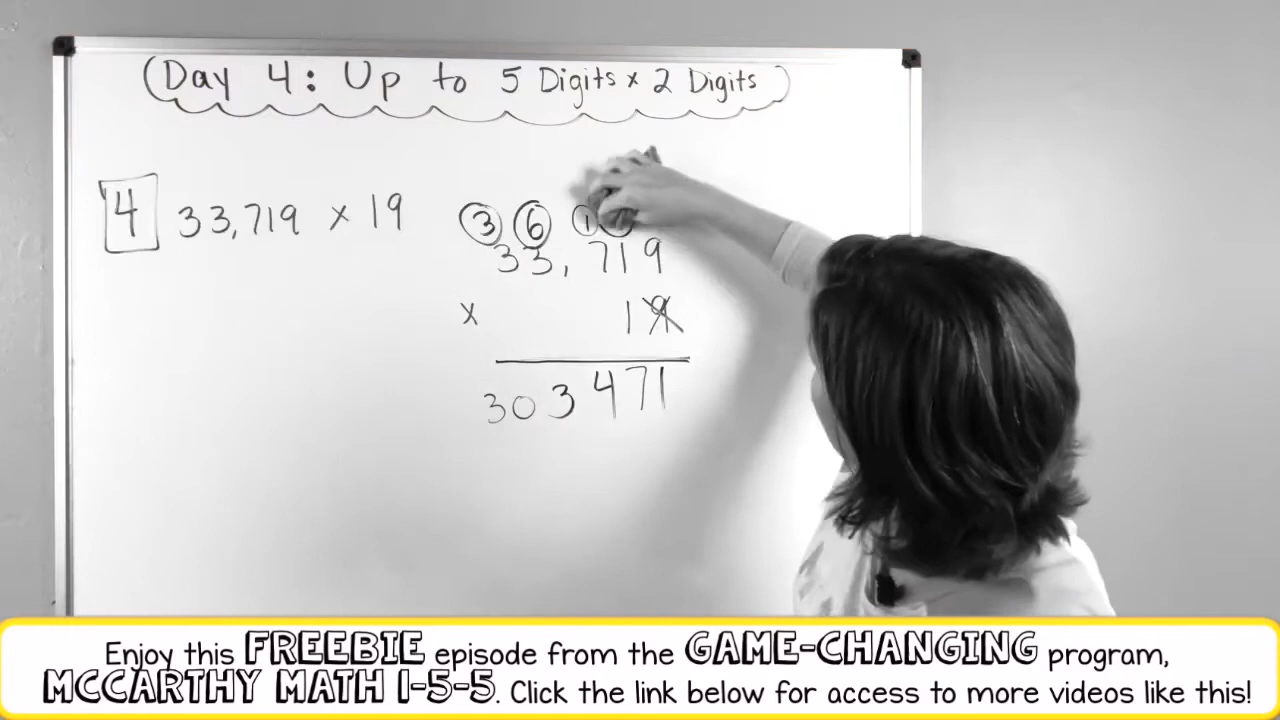 Day 4: Up to 5 Digits x 2 Digits
4 33,719 x 19
3 6 1
33,719
x 19
303471
Enjoy this FREEBIE episode from the GAME-CHANGING program,
MCCARTHY MATH 1-5-5. Click the link below for access to more videos like this!